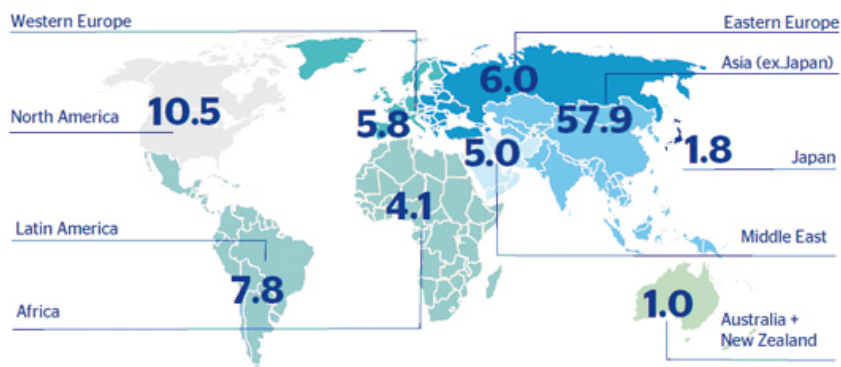 Western Europe
Eastern Europe
Asia (ex.Japan)
6.0
10.5
North America
57.9
5.8
5.0
1.8
Japan
4.1
Latin America
Middle East
7.8
1.0
Africa
Australia +
New Zealand